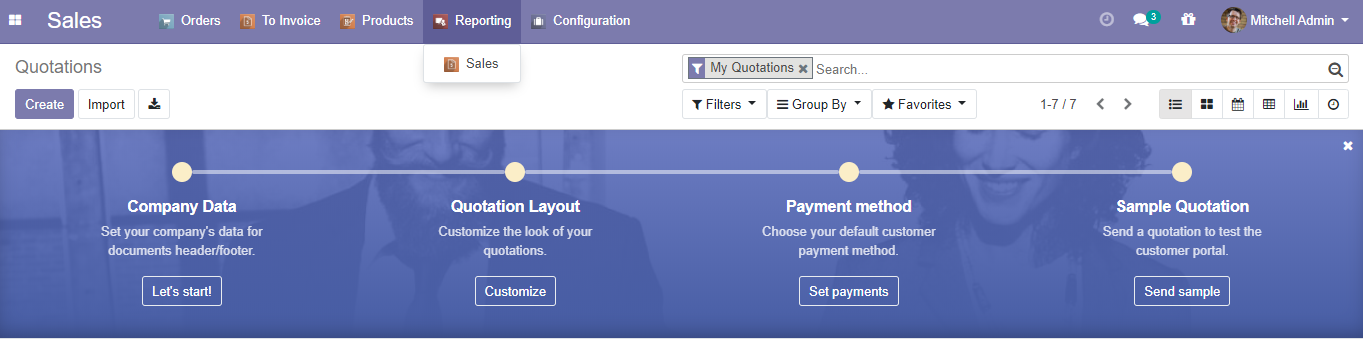 Sales Orders To Invoice Products Reporting Configuration 3 Mitchell Admin
Sales
Quotations
My Quotations Search...
Create Import Filters Group By Favorites 1-7 / 7
Company Data Quotation Layout Payment method Sample Quotation
Set your company's data for Customize the look of your Choose your default customer Send a quotation to test the
documents header/footer. quotations. payment method. customer portal.
Let's start! Customize Set payments Send sample